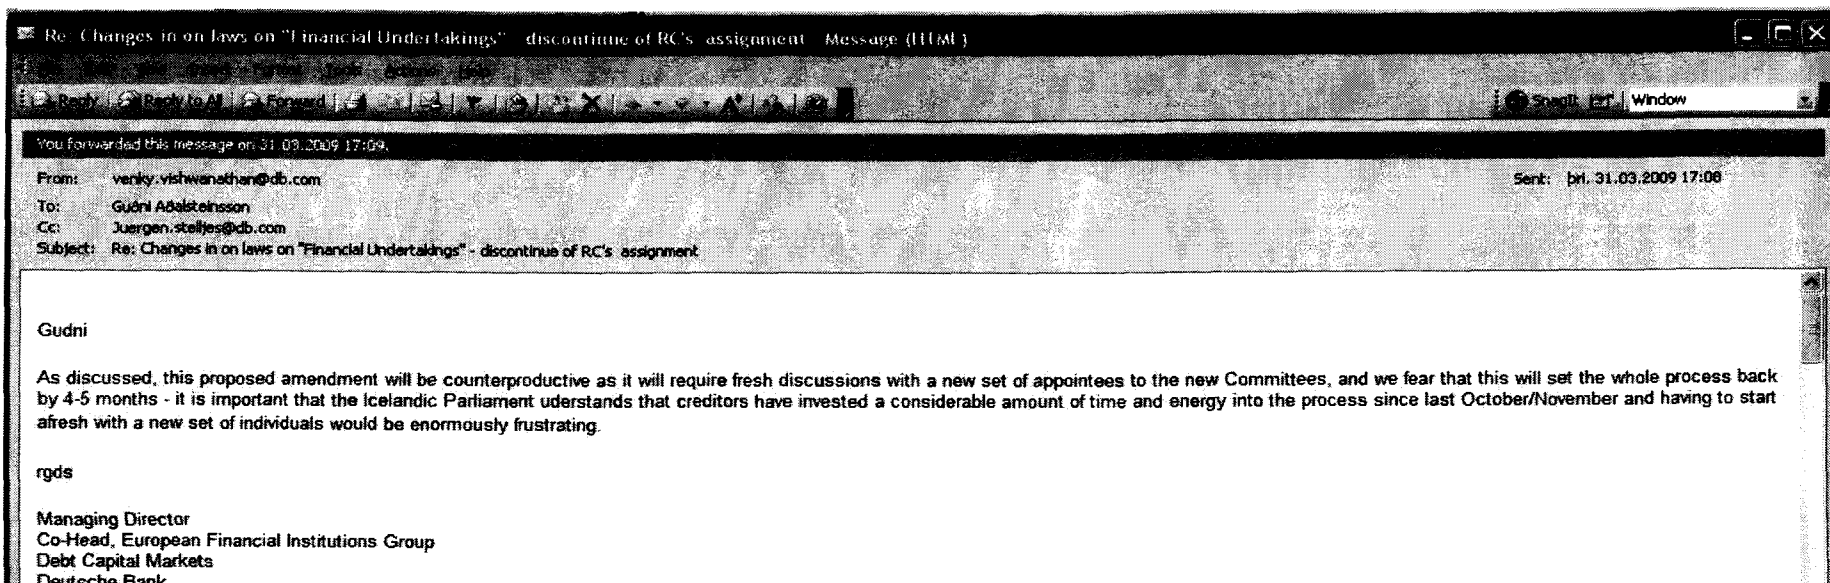 Re: Changes in on laws on "Financial Undertakings" - discontinue of RC's assignment - Message (HTML)
Tools Actions Help
Reply Reply to All Forward SnagIt Window
You forwarded this message on 31.03.2009 17:09.
From: venky.vishwanathan@db.com Sent: þri. 31.03.2009 17:08
To: Guðni Aðalsteinsson
Cc: Juergen.stelljes@db.com
Subject: Re: Changes in on laws on "Financial Undertakings" - discontinue of RC's assignment
Gudni
As discussed, this proposed amendment will be counterproductive as it will require fresh discussions with a new set of appointees to the new Committees, and we fear that this will set the whole process back
by 4-5 months - it is important that the Icelandic Parliament uderstands that creditors have invested a considerable amount of time and energy into the process since last October/November and having to start
afresh with a new set of individuals would be enormously frustrating.
rgds
Managing Director
Co-Head, European Financial Institutions Group
Debt Capital Markets
Deutsche Bank